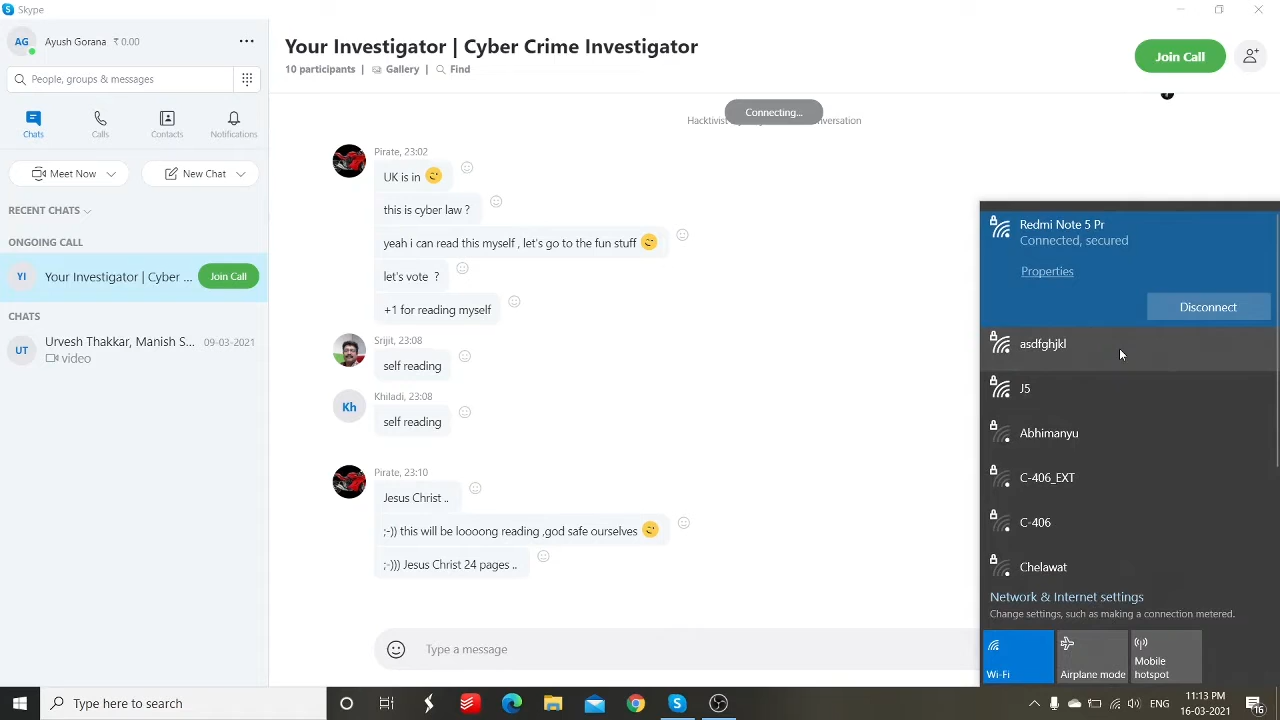 Skype
AG
Ayush Gorana ₹ 0.00
People, groups & messages
Chats
Calls
Contacts
Notifications
Meet Now
New Chat
RECENT CHATS
ONGOING CALL
YI
Your Investigator | Cyber ...
Join Call
CHATS
UT
Urvesh Thakkar, Manish S...
09-03-2021
video
Your Investigator | Cyber Crime Investigator
10 participants | Gallery | Find
Join Call
Connecting...
Hacktivist
Pirate, 23:02
UK is in
this is cyber law ?
yeah i can read this myself , let's go to the fun stuff
let's vote ?
+1 for reading myself
Srijit, 23:08
self reading
Kh
Khiladi, 23:08
self reading
Pirate, 23:10
Jesus Christ ..
;-)) this will be loooong reading ,god safe ourselves
;-))) Jesus Christ 24 pages ..
Type a message
Redmi Note 5 Pr
Connected, secured
Properties
Disconnect
asdfghjkl
J5
Abhimanyu
C-406_EXT
C-406
Chelawat
Network & Internet settings
Change settings, such as making a connection metered.
Wi-Fi
Airplane mode
Mobile
hotspot
Type here to search
ENG
11:13 PM
16-03-2021
16